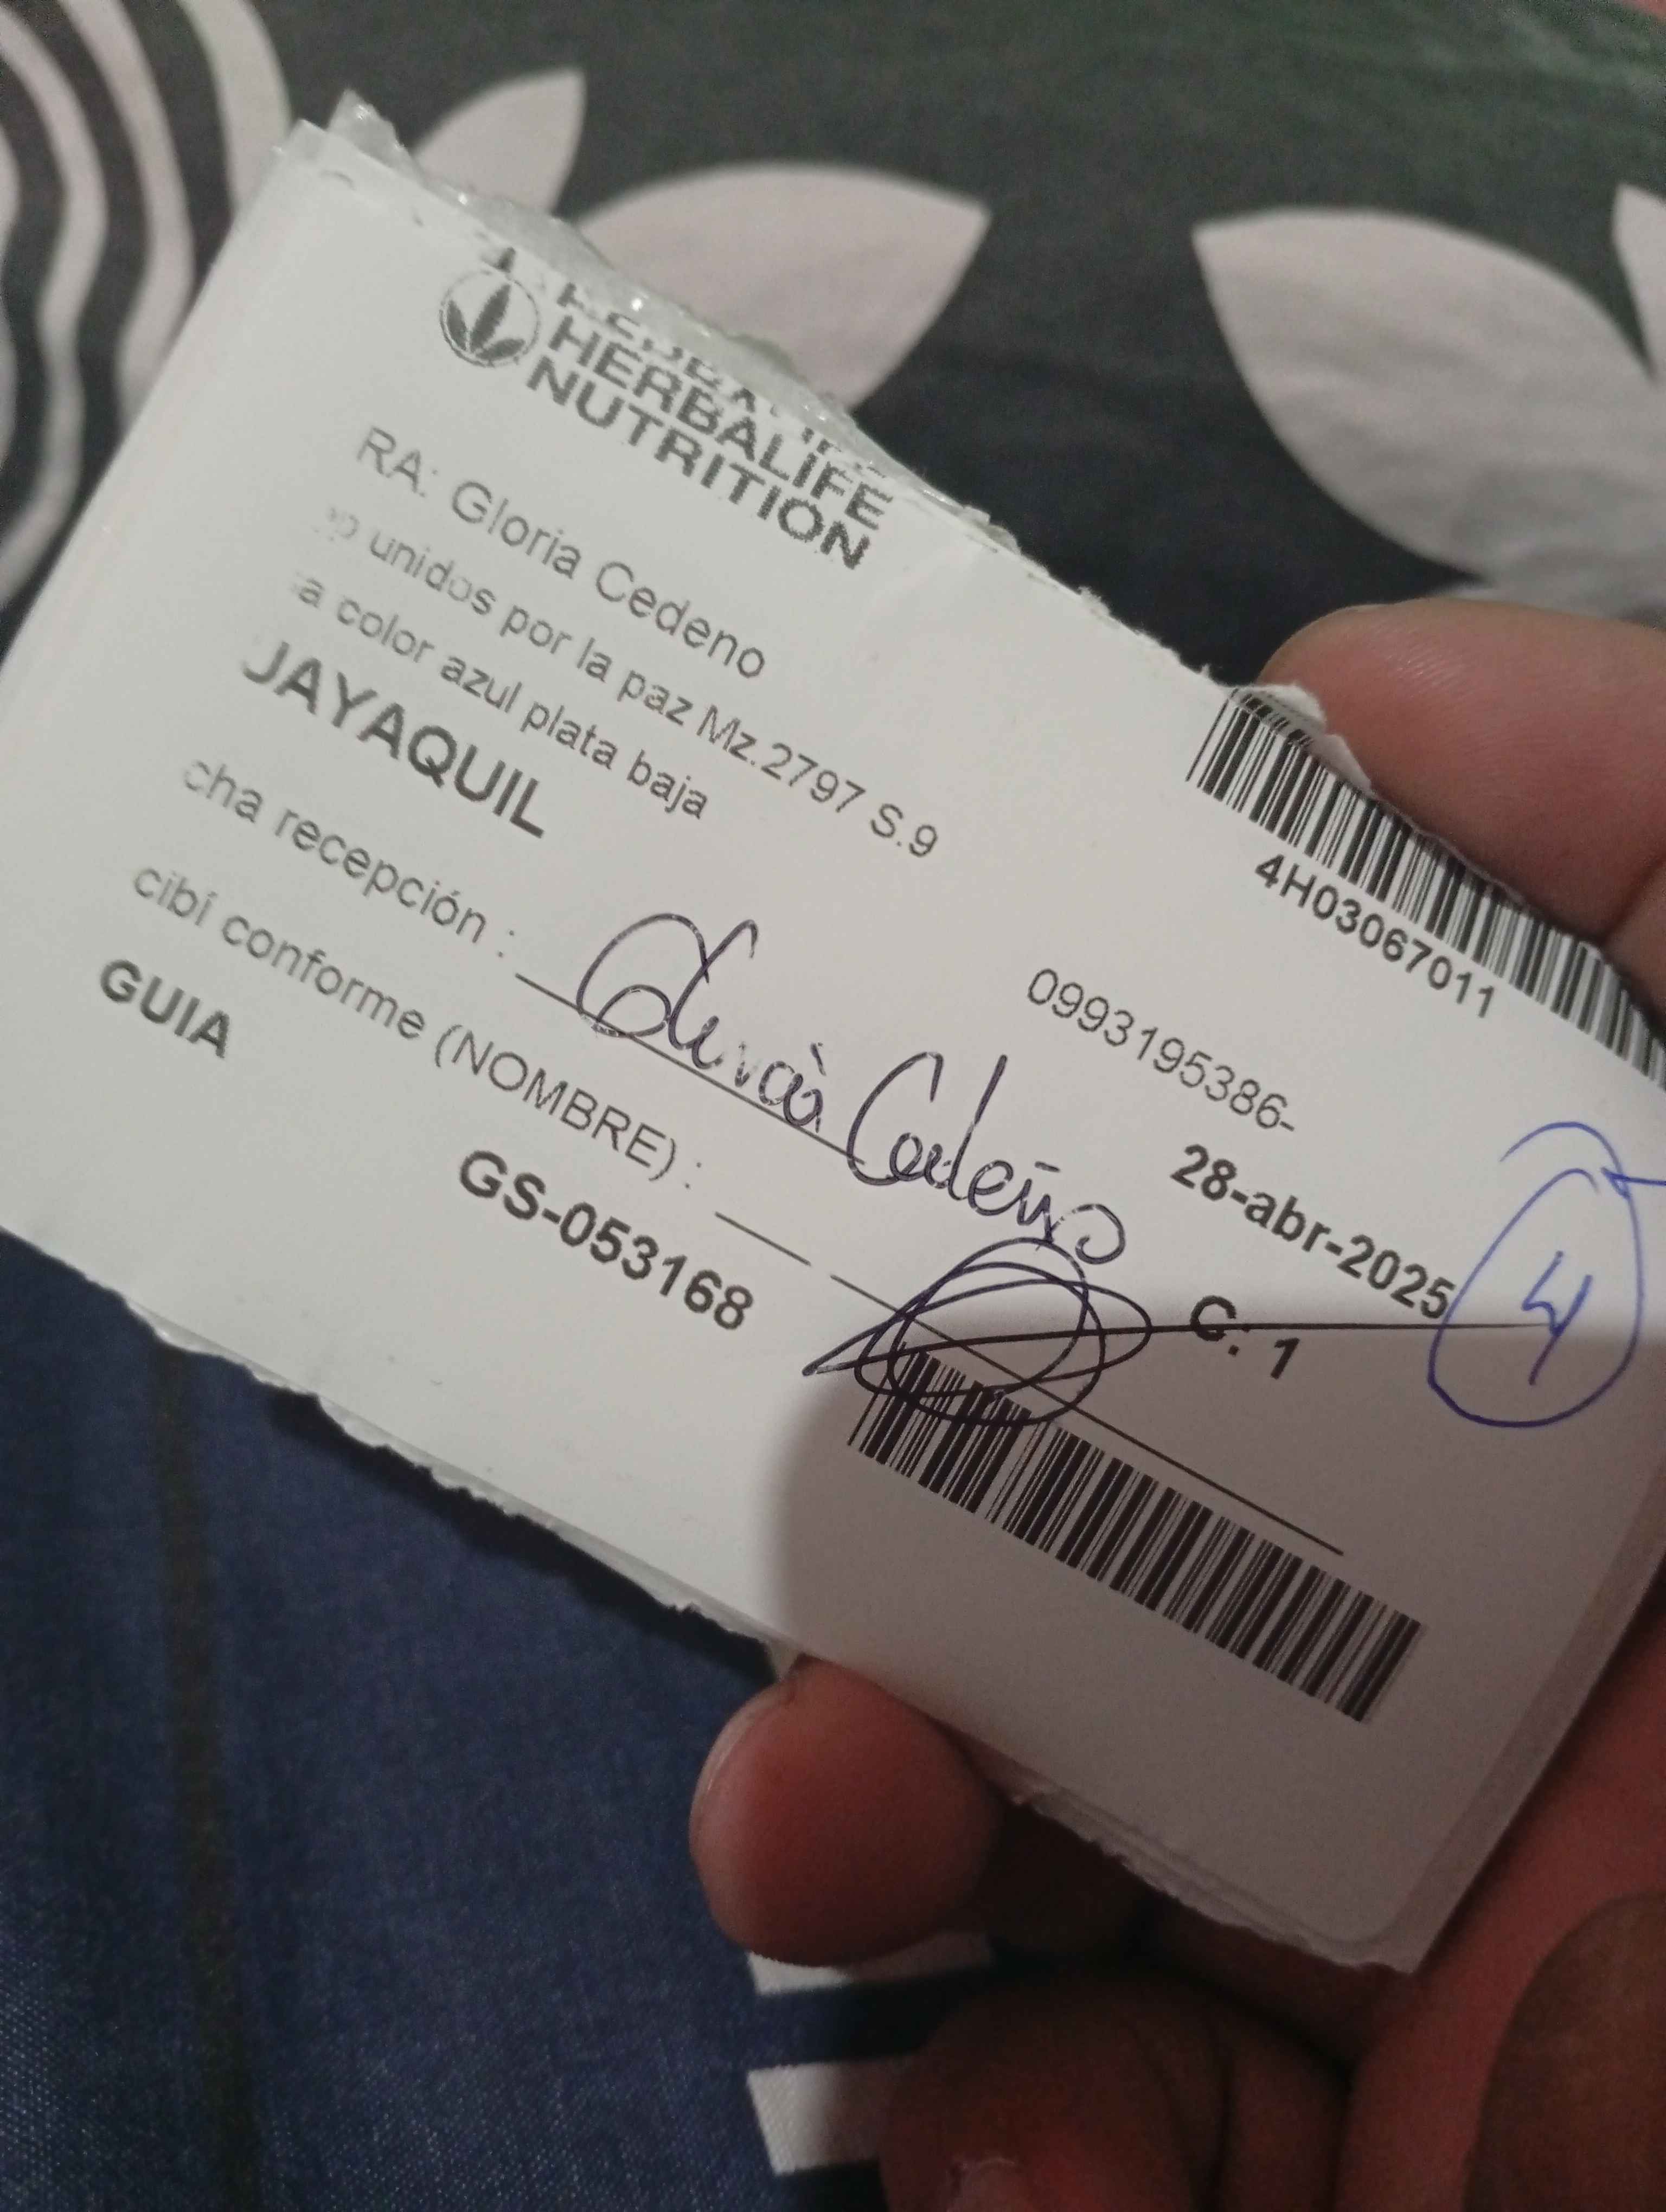 HERBALIFE
NUTRITION
4H03067011
RA: Gloria Cedeno
unidos por la paz Mz.2797 S.9
a color azul plata baja
0993195386-
JAYAQUIL
28-abr-2025
4
cha recepción :
Cedeño
cibí conforme (NOMBRE) :
C: 1
GUIA GS-053168